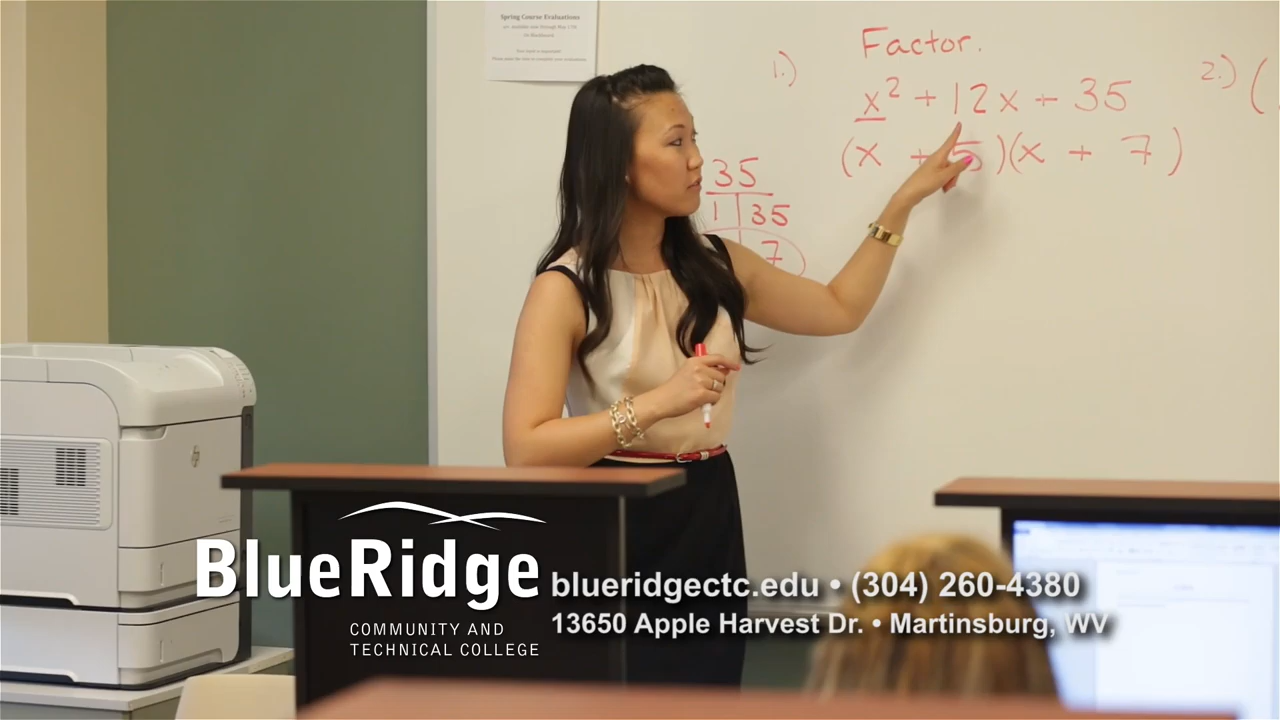 Spring Course Evaluations
Factor.
1.)
x² + 12x + 35
2.) (
(x + 5)(x + 7)
35
1 35
7
BlueRidge
COMMUNITY AND
TECHNICAL COLLEGE
blueridgectc.edu • (304) 260-4380
13650 Apple Harvest Dr. • Martinsburg, WV